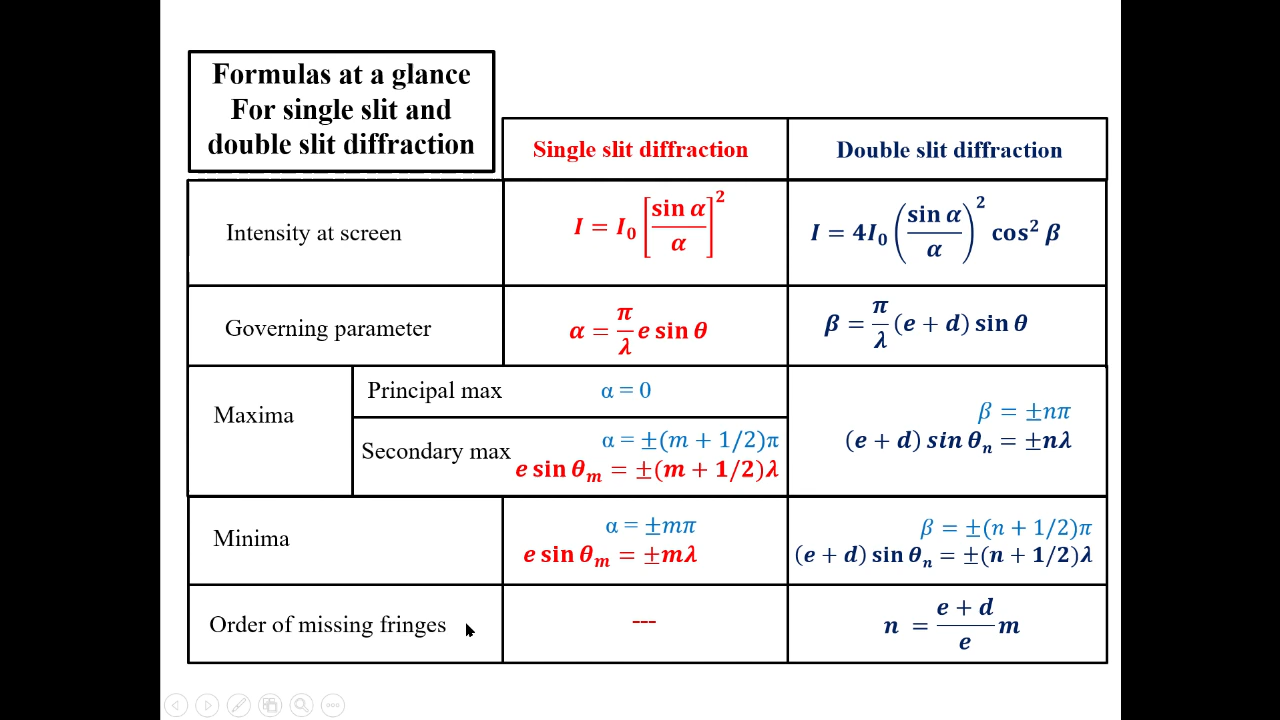 Formulas at a glance
For single slit and
double slit diffraction
Single slit diffraction
Double slit diffraction
Intensity at screen
I = I₀ [sin α / α]²
I = 4I₀ (sin α / α)² cos² β
Governing parameter
α = π/λ e sin θ
β = π/λ (e + d) sin θ
Maxima
Principal max
α = 0
Secondary max
α = ±(m + 1/2)π
e sin θₘ = ±(m + 1/2)λ
β = ±nπ
(e + d) sin θₙ = ±nλ
Minima
α = ±mπ
e sin θₘ = ±mλ
β = ±(n + 1/2)π
(e + d) sin θₙ = ±(n + 1/2)λ
Order of missing fringes
---
n = e + d / e m